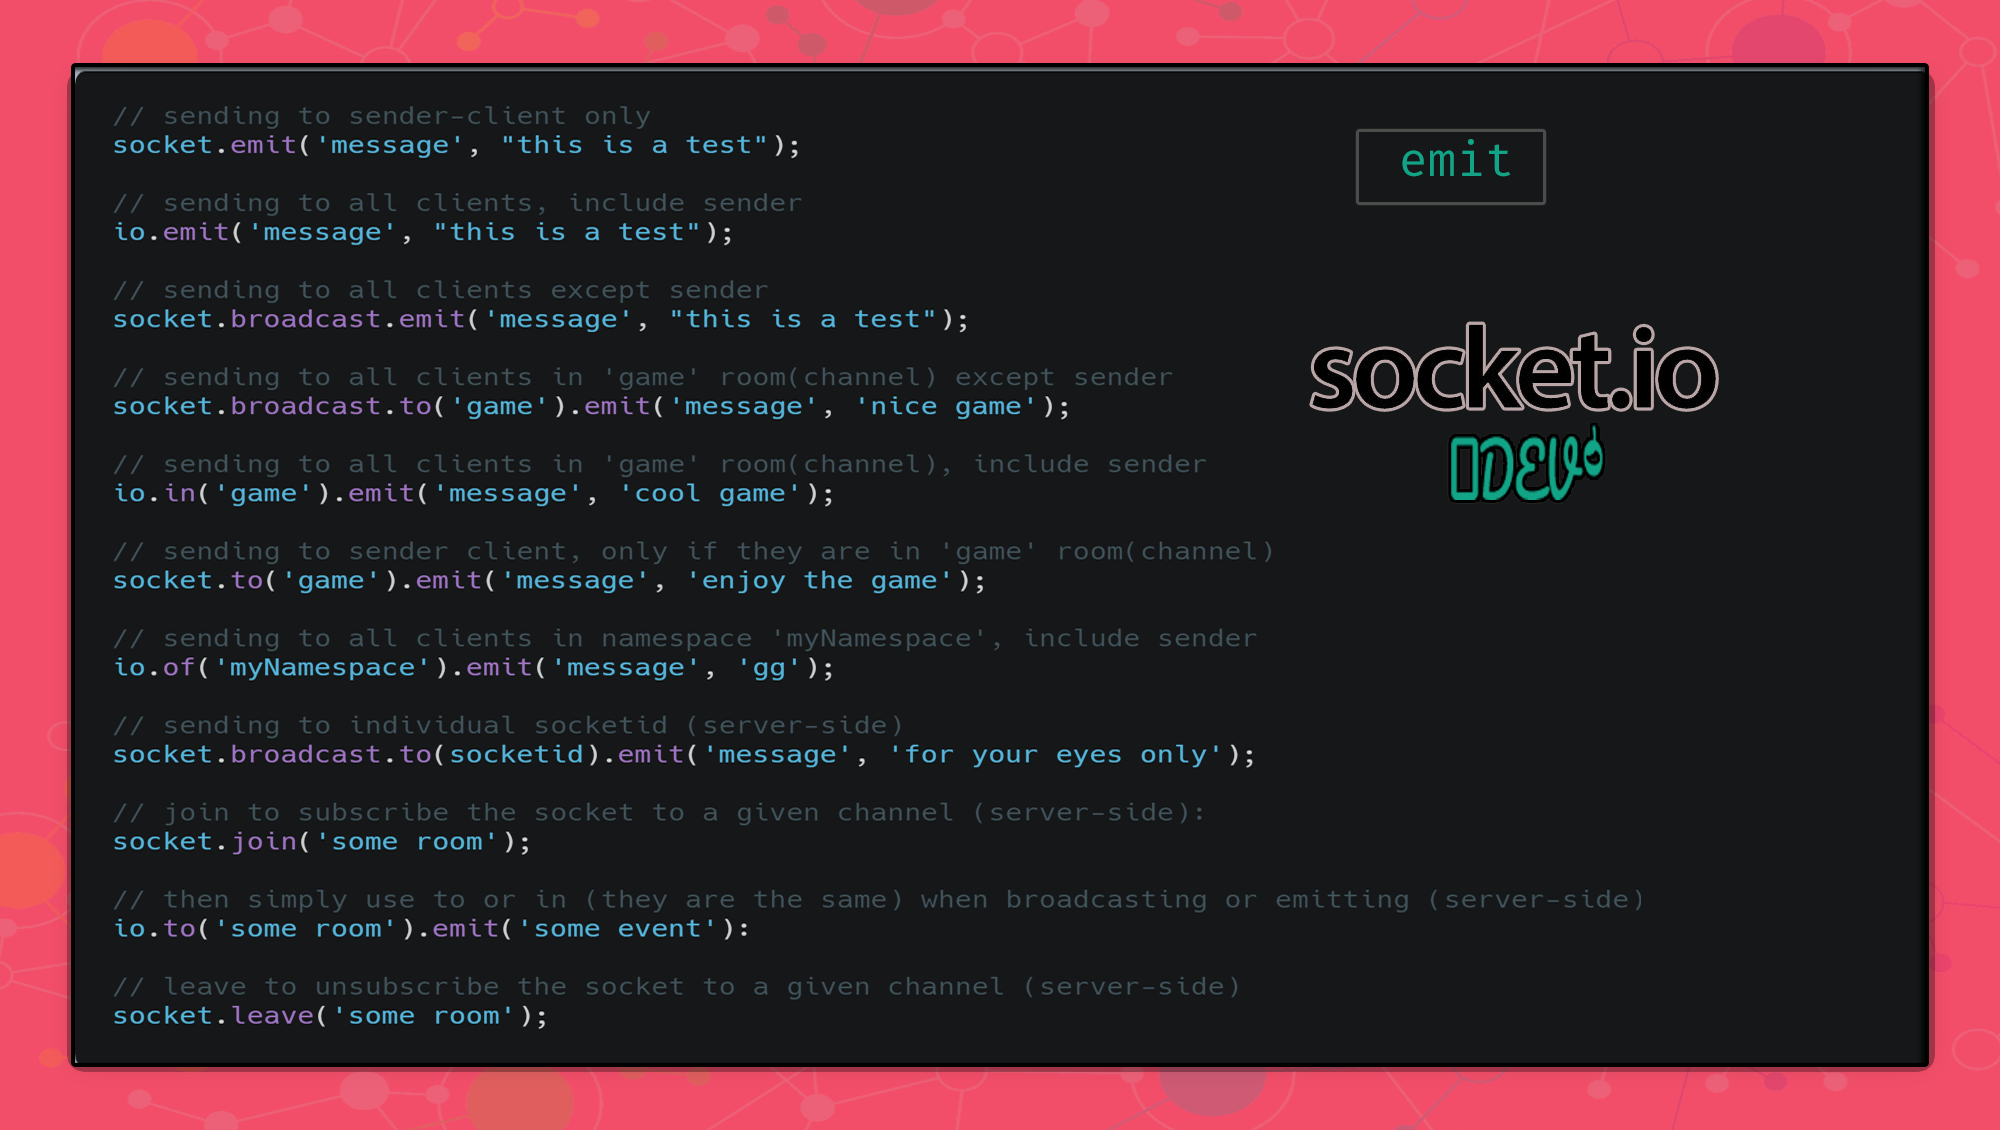 // sending to sender-client only
socket.emit('message', "this is a test");
// sending to all clients, include sender
io.emit('message', "this is a test");
// sending to all clients except sender
socket.broadcast.emit('message', "this is a test");
// sending to all clients in 'game' room(channel) except sender
socket.broadcast.to('game').emit('message', 'nice game');
// sending to all clients in 'game' room(channel), include sender
io.in('game').emit('message', 'cool game');
// sending to sender client, only if they are in 'game' room(channel)
socket.to('game').emit('message', 'enjoy the game');
// sending to all clients in namespace 'myNamespace', include sender
io.of('myNamespace').emit('message', 'gg');
// sending to individual socketid (server-side)
socket.broadcast.to(socketid).emit('message', 'for your eyes only');
// join to subscribe the socket to a given channel (server-side):
socket.join('some room');
// then simply use to or in (they are the same) when broadcasting or emitting (server-side)
io.to('some room').emit('some event'):
// leave to unsubscribe the socket to a given channel (server-side)
socket.leave('some room');
emit
socket.io